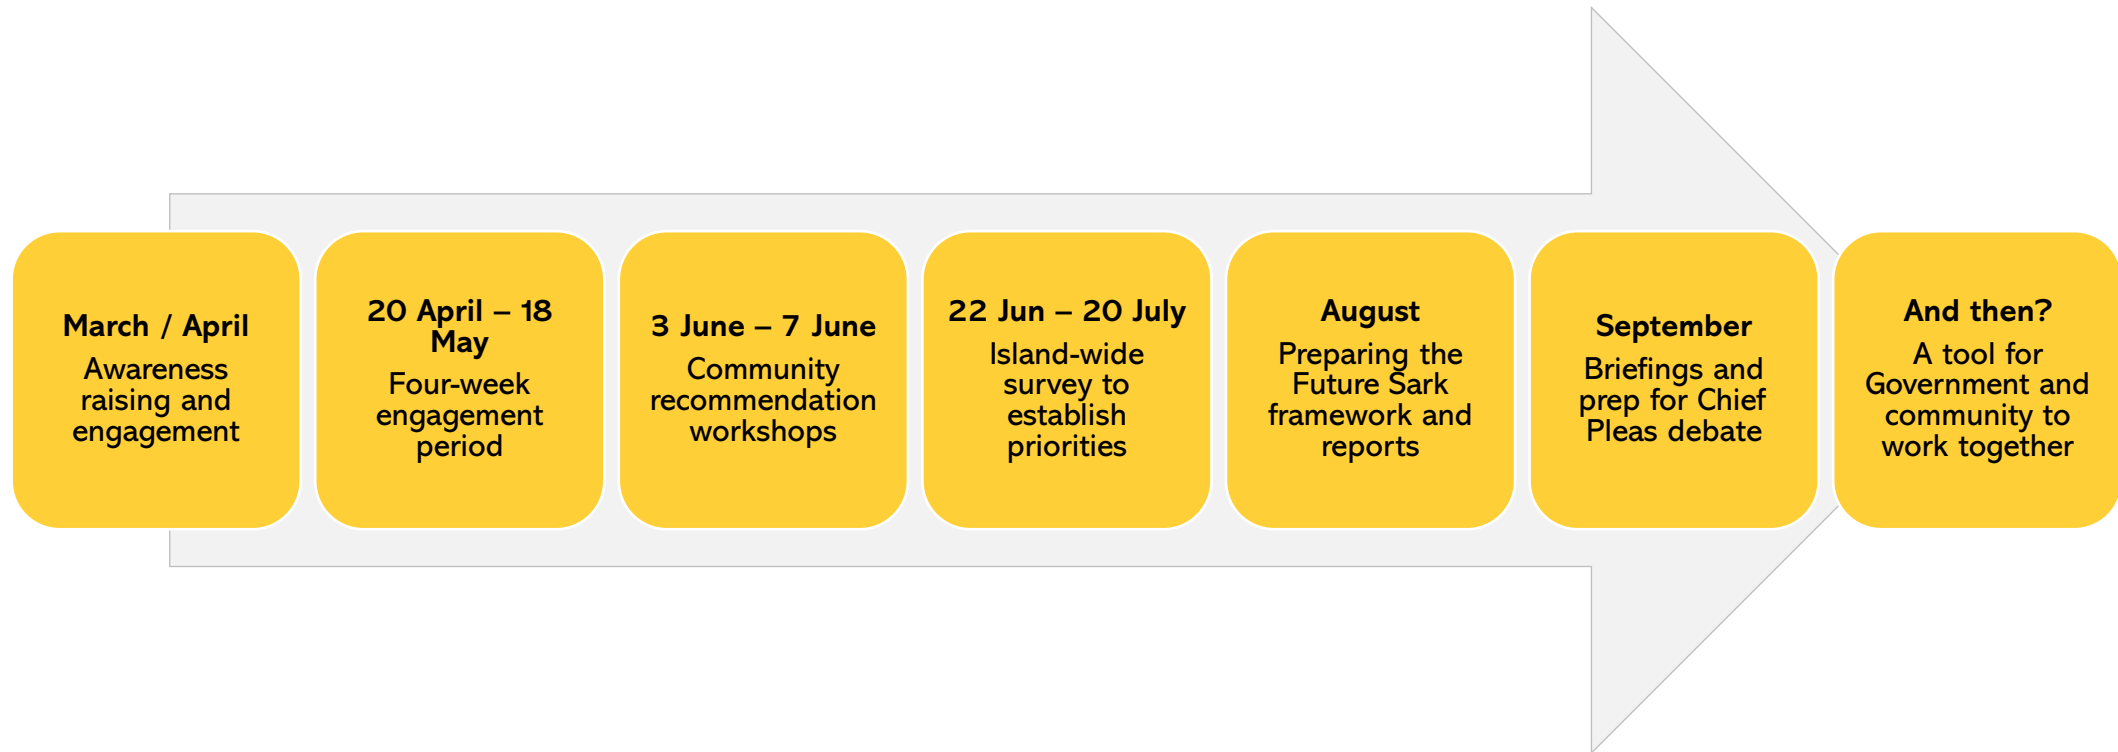 March / April
Awareness
raising and
engagement
20 April – 18
May
Four-week
engagement
period
3 June – 7 June
Community
recommendation
workshops
22 Jun – 20 July
Island-wide
survey to
establish
priorities
August
Preparing the
Future Sark
framework and
reports
September
Briefings and
prep for Chief
Pleas debate
And then?
A tool for
Government and
community to
work together